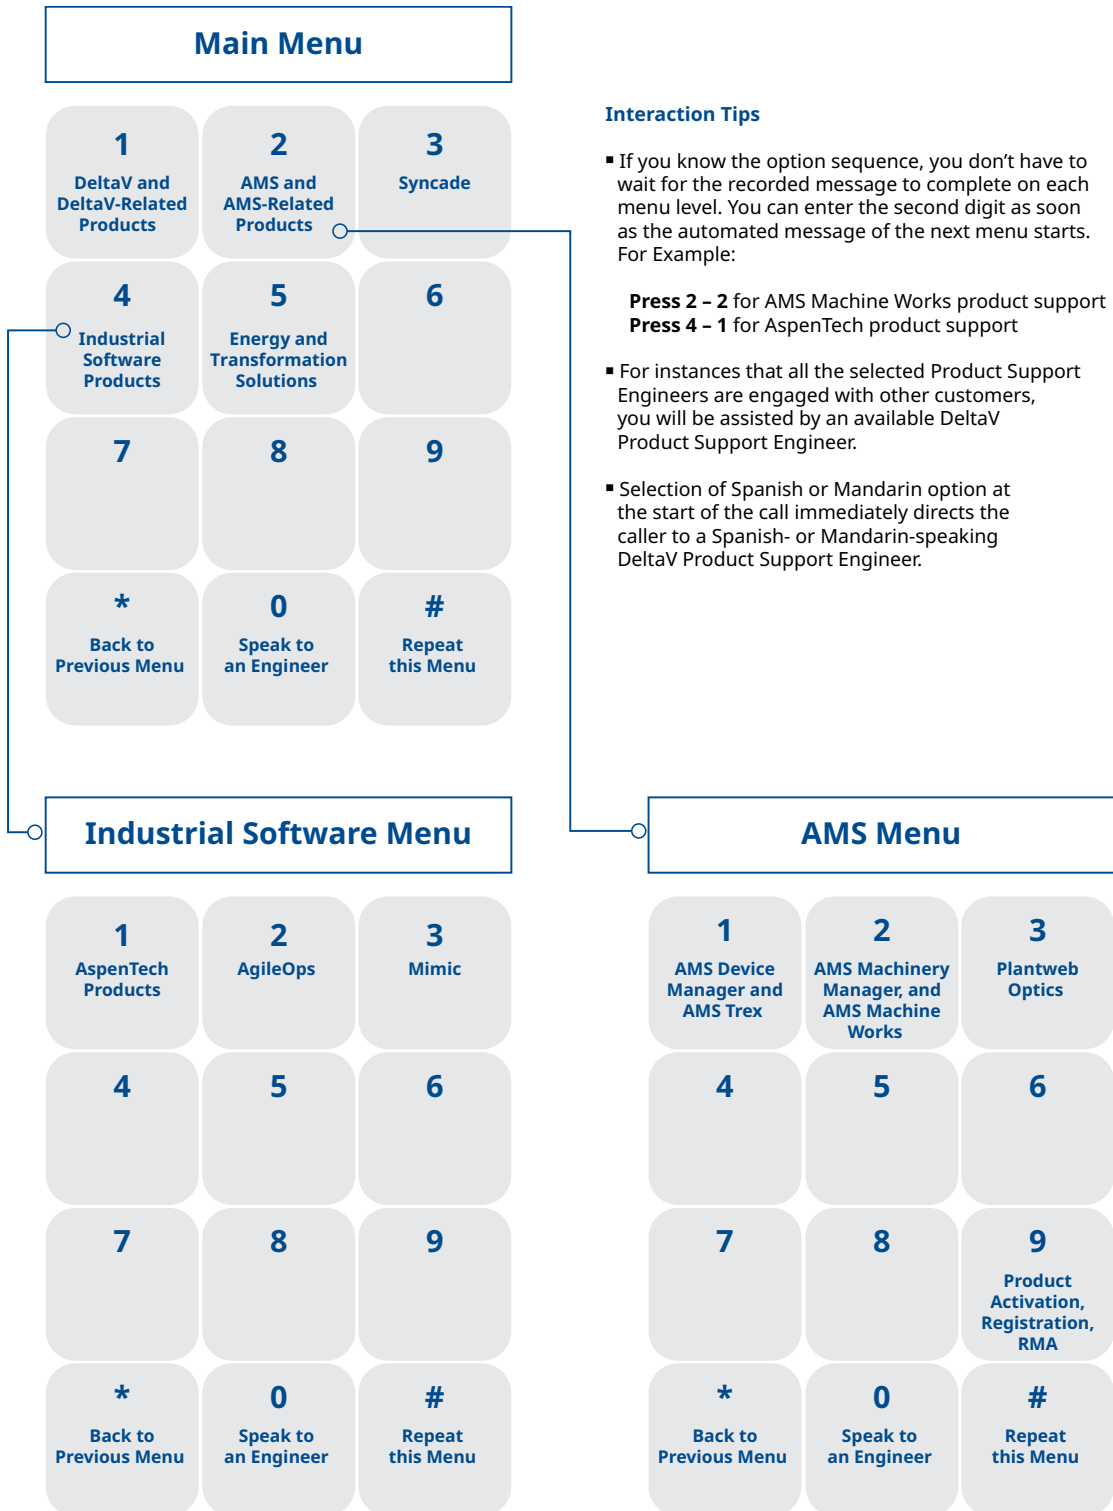 Main Menu
1
DeltaV and
DeltaV-Related
Products
2
AMS and
AMS-Related
Products
3
Syncade
4
Industrial
Software
Products
5
Energy and
Transformation
Solutions
6
7
8
9
*
Back to
Previous Menu
0
Speak to
an Engineer
#
Repeat
this Menu
Interaction Tips
▪ If you know the option sequence, you don’t have to
wait for the recorded message to complete on each
menu level. You can enter the second digit as soon
as the automated message of the next menu starts.
For Example:
Press 2 – 2 for AMS Machine Works product support
Press 4 – 1 for AspenTech product support
▪ For instances that all the selected Product Support
Engineers are engaged with other customers,
you will be assisted by an available DeltaV
Product Support Engineer.
▪ Selection of Spanish or Mandarin option at
the start of the call immediately directs the
caller to a Spanish- or Mandarin-speaking
DeltaV Product Support Engineer.
Industrial Software Menu
1
AspenTech
Products
2
AgileOps
3
Mimic
4
5
6
7
8
9
*
Back to
Previous Menu
0
Speak to
an Engineer
#
Repeat
this Menu
AMS Menu
1
AMS Device
Manager and
AMS Trex
2
AMS Machinery
Manager, and
AMS Machine
Works
3
Plantweb
Optics
4
5
6
7
8
9
Product
Activation,
Registration,
RMA
*
Back to
Previous Menu
0
Speak to
an Engineer
#
Repeat
this Menu